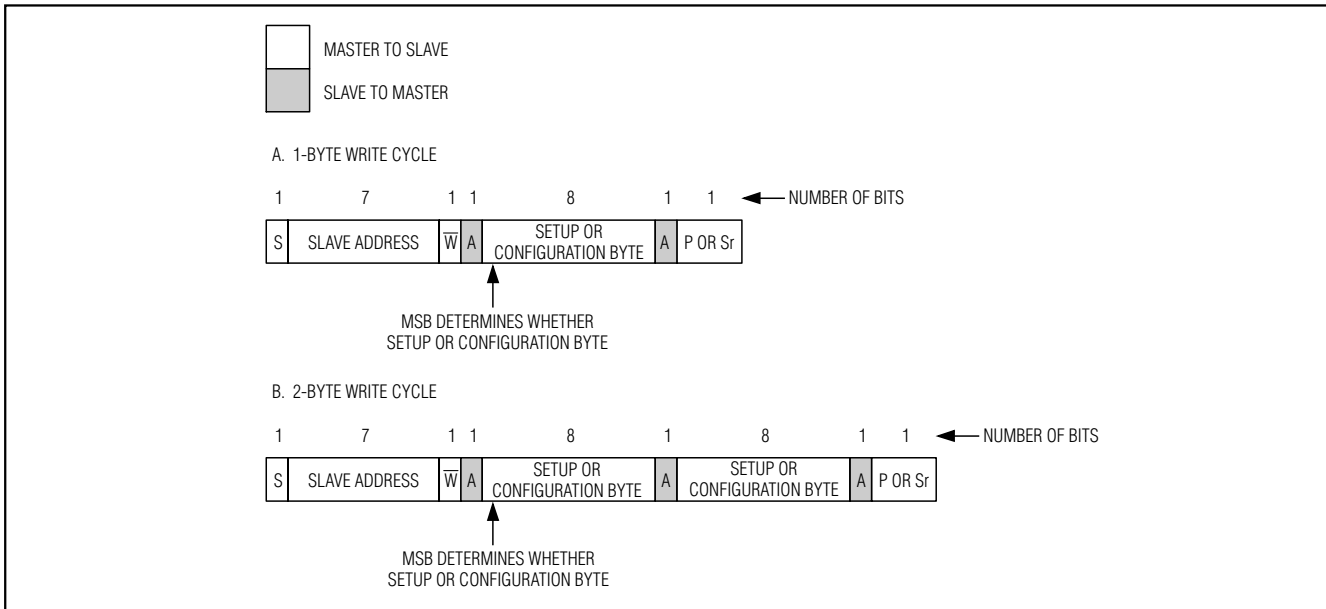 MASTER TO SLAVE
SLAVE TO MASTER
A. 1-BYTE WRITE CYCLE
1 7 1 1 8 1 1 NUMBER OF BITS
S SLAVE ADDRESS W̅ A SETUP OR CONFIGURATION BYTE A P OR Sr
MSB DETERMINES WHETHER
SETUP OR CONFIGURATION BYTE
B. 2-BYTE WRITE CYCLE
1 7 1 1 8 1 8 1 1 NUMBER OF BITS
S SLAVE ADDRESS W̅ A SETUP OR CONFIGURATION BYTE A SETUP OR CONFIGURATION BYTE A P OR Sr
MSB DETERMINES WHETHER
SETUP OR CONFIGURATION BYTE